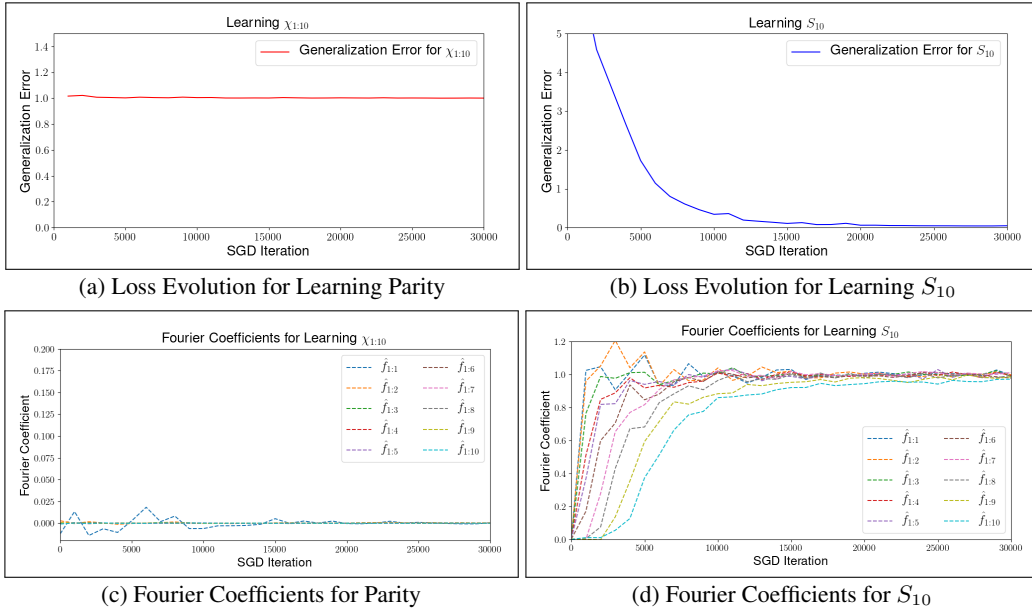 Learning χ1:10
Generalization Error for χ1:10
Generalization Error
1.4
1.2
1.0
0.8
0.6
0.4
0.2
0.0
0 5000 10000 15000 20000 25000 30000
SGD Iteration
(a) Loss Evolution for Learning Parity
Learning S10
Generalization Error for S10
Generalization Error
5
4
3
2
1
0
0 5000 10000 15000 20000 25000 30000
SGD Iteration
(b) Loss Evolution for Learning S10
Fourier Coefficients for Learning χ1:10
Fourier Coefficient
0.200
0.175
0.150
0.125
0.100
0.075
0.050
0.025
0.000
f̂1:1 f̂1:6
f̂1:2 f̂1:7
f̂1:3 f̂1:8
f̂1:4 f̂1:9
f̂1:5 f̂1:10
0 5000 10000 15000 20000 25000 30000
SGD Iteration
(c) Fourier Coefficients for Parity
Fourier Coefficients for Learning S10
Fourier Coefficient
1.2
1.0
0.8
0.6
0.4
0.2
0.0
f̂1:1 f̂1:6
f̂1:2 f̂1:7
f̂1:3 f̂1:8
f̂1:4 f̂1:9
f̂1:5 f̂1:10
0 5000 10000 15000 20000 25000 30000
SGD Iteration
(d) Fourier Coefficients for S10